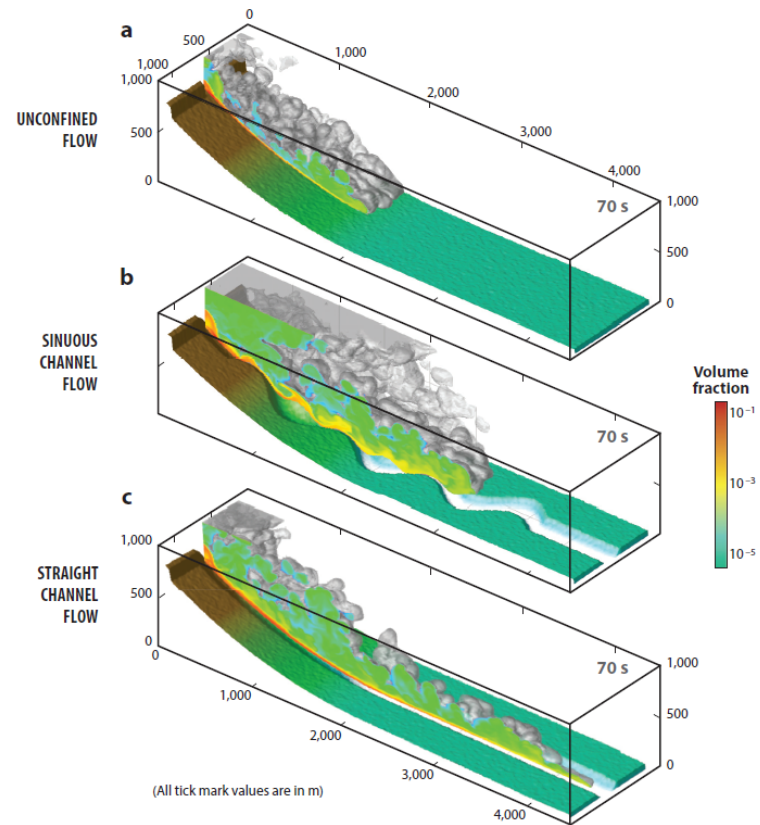 a
0
500
1,000
1,000
1,000
2,000
500
3,000
UNCONFINED
FLOW
0
4,000
70 s
1,000
500
0
b
SINUOUS
CHANNEL
FLOW
Volume
fraction
10⁻¹
70 s
10⁻³
c
1,000
10⁻⁵
STRAIGHT
CHANNEL
FLOW
500
0
0
70 s
1,000
1,000
500
2,000
0
3,000
(All tick mark values are in m)
4,000